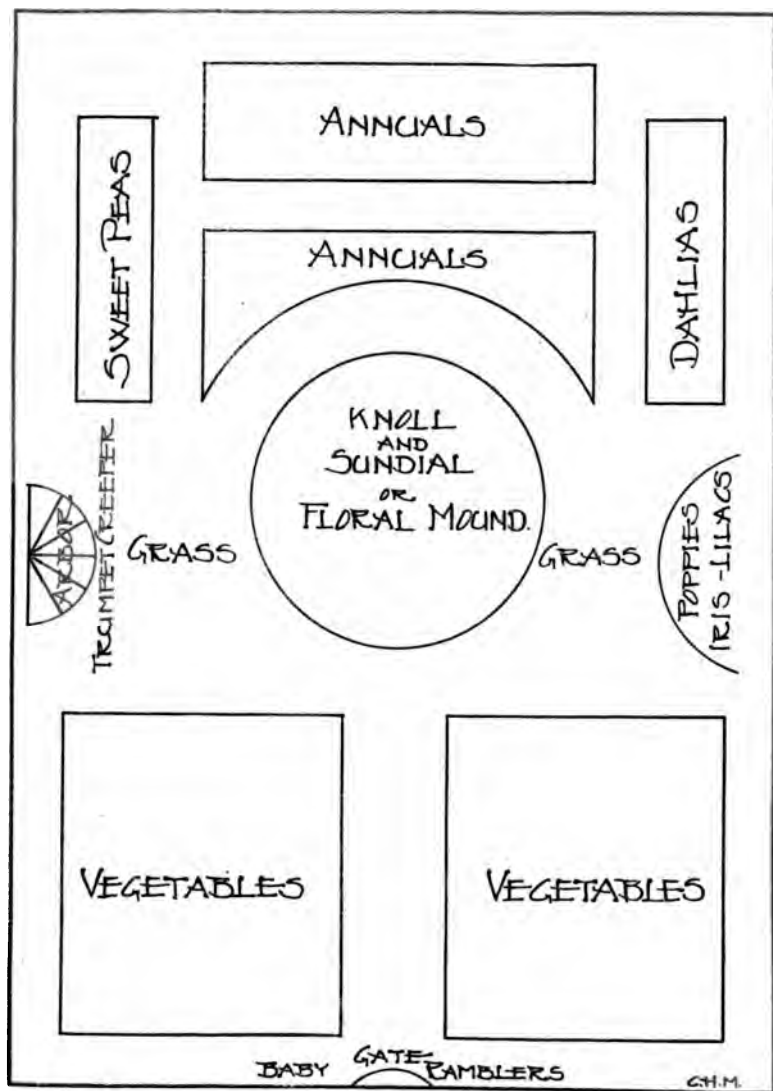 ANNUALS
SWEET PEAS
ANNUALS
DAHLIAS
KNOLL
AND
SUNDIAL
OR
FLORAL MOUND.
ARBOR.
TRUMPET CREEPER
GRASS
GRASS
POPPIES
IRIS-LILACS
VEGETABLES
VEGETABLES
BABY GATE RAMBLERS
C.H.M.